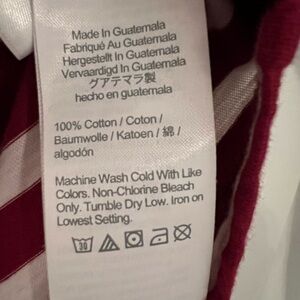 Made In Guatemala
Fabriqué Au Guatemala
Hergestellt In Guatemala
Vervaardigd In Guatemala
グアテマラ製
hecho en guatemala
100% Cotton / Coton /
Baumwolle / Katoen / 綿 /
algodón
Machine Wash Cold With Like
Colors. Non-Chlorine Bleach
Only. Tumble Dry Low. Iron on
Lowest Setting.
30